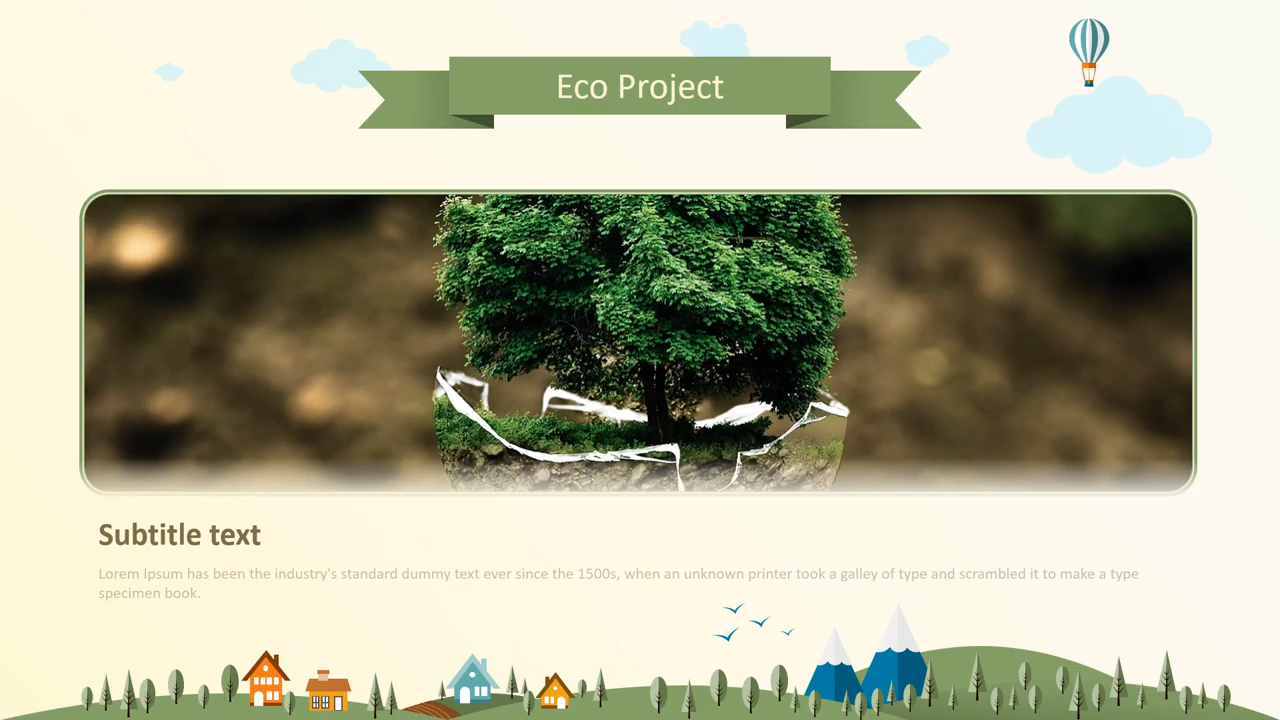 Eco Project
Subtitle text
Lorem Ipsum has been the industry's standard dummy text ever since the 1500s, when an unknown printer took a galley of type and scrambled it to make a type
specimen book.